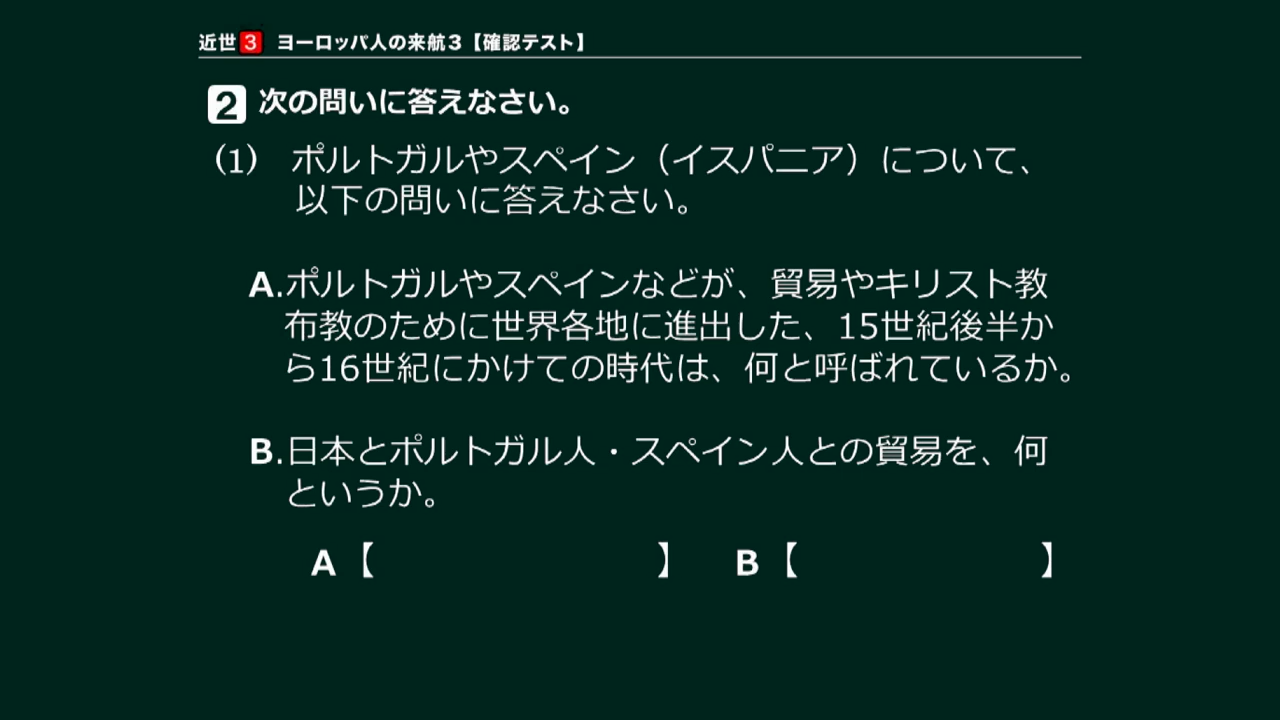 近世3 ヨーロッパ人の来航3【確認テスト】
2 次の問いに答えなさい。
(1) ポルトガルやスペイン（イスパニア）について、
以下の問いに答えなさい。
A.ポルトガルやスペインなどが、貿易やキリスト教
布教のために世界各地に進出した、15世紀後半か
ら16世紀にかけての時代は、何と呼ばれているか。
B.日本とポルトガル人・スペイン人との貿易を、何
というか。
A【 】 B【 】